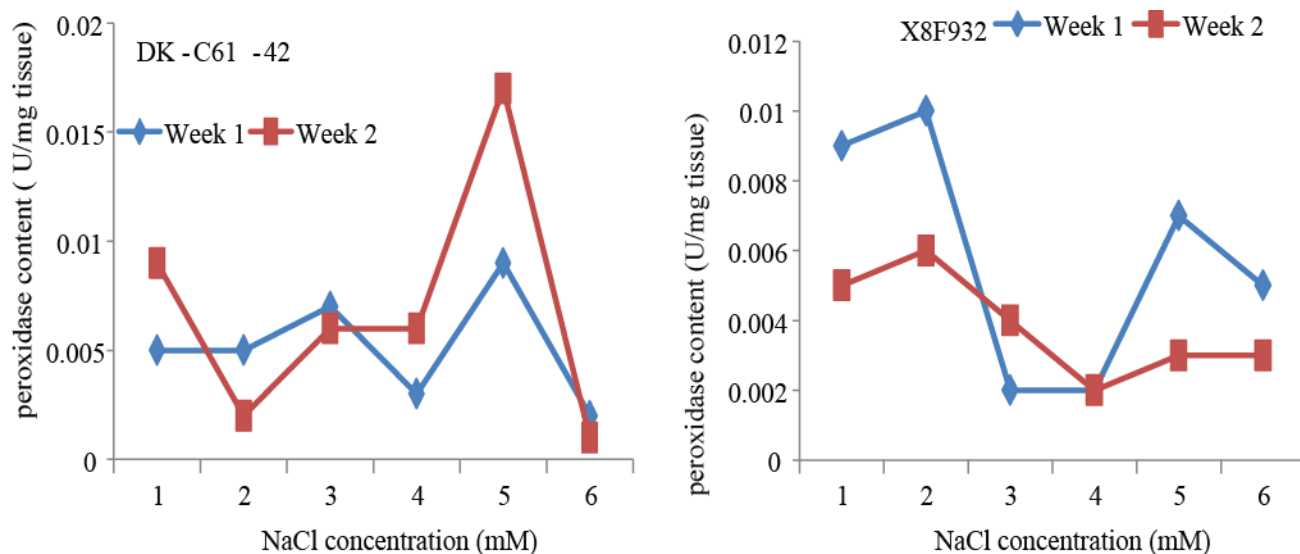 peroxidase content ( U/mg tissue)
0.02
0.015
0.01
0.005
0
DK -C61 -42
Week 1 Week 2
1 2 3 4 5 6
NaCl concentration (mM)
peroxidase content (U/mg tissue)
X8F932 Week 1 Week 2
0.012
0.01
0.008
0.006
0.004
0.002
0
1 2 3 4 5 6
NaCl concentration (mM)